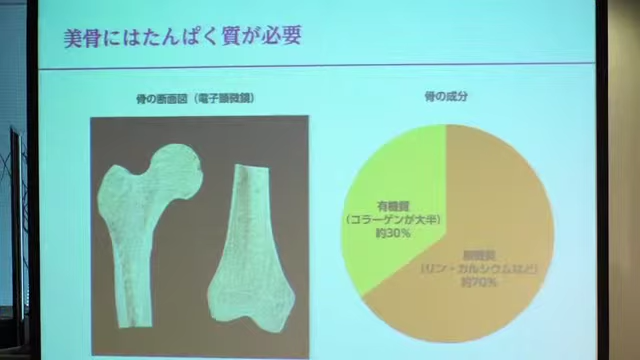 美骨にはたんぱく質が必要
骨の断面図（電子顕微鏡）
骨の成分
有機質
（コラーゲンが大半）
約30%
無機質
（リン・カルシウムなど）
約70%